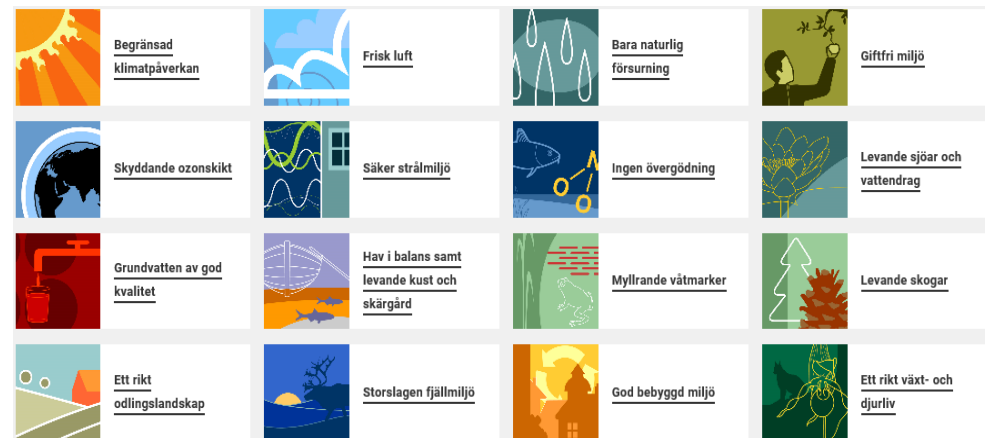 Begränsad
klimatpåverkan
Frisk luft
Bara naturlig
försurning
Giftfri miljö
Skyddande ozonskikt
Säker strålmiljö
Ingen övergödning
Levande sjöar och
vattendrag
Grundvatten av god
kvalitet
Hav i balans samt
levande kust och
skärgård
Myllrande våtmarker
Levande skogar
Ett rikt
odlingslandskap
Storslagen fjällmiljö
God bebyggd miljö
Ett rikt växt- och
djurliv